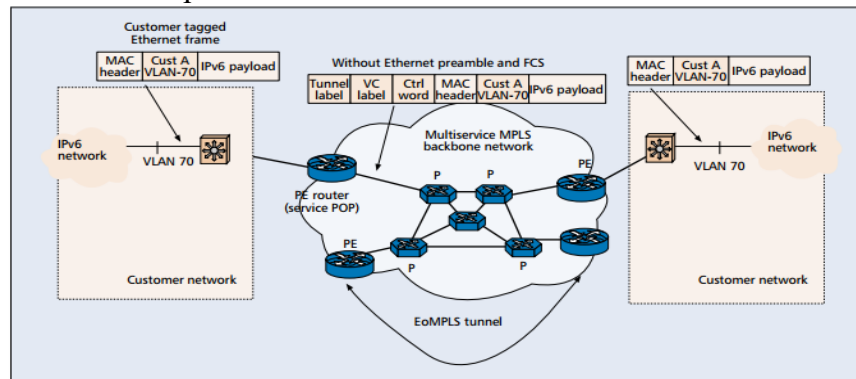 Customer tagged
Ethernet frame
MAC
header
Cust A
VLAN-70
IPv6 payload
Without Ethernet preamble and FCS
Tunnel
label
VC
label
Ctrl
word
MAC
header
Cust A
VLAN-70
IPv6 payload
MAC
header
Cust A
VLAN-70
IPv6 payload
IPv6
network
VLAN 70
Multiservice MPLS
backbone network
PE
IPv6
network
VLAN 70
P
P
PE router
(service POP)
PE
P
P
Customer network
Customer network
EoMPLS tunnel